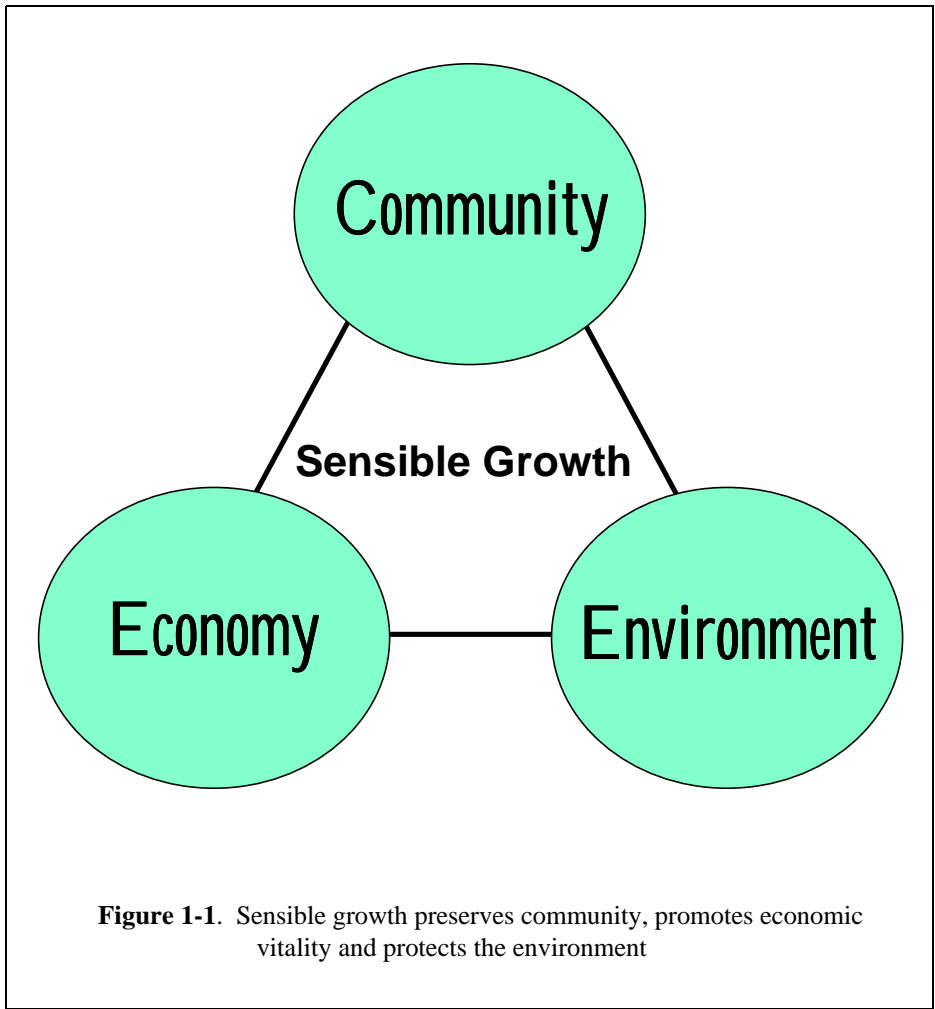 Community
Sensible Growth
Economy
Environment
Figure 1-1. Sensible growth preserves community, promotes economic
vitality and protects the environment